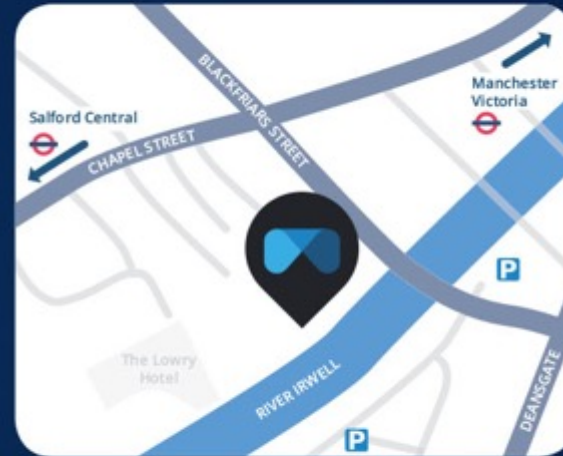 BLACKFRIARS STREET
Manchester
Victoria
Salford Central
CHAPEL STREET
P
The Lowry
Hotel
RIVER IRWELL
DEANSGATE
P